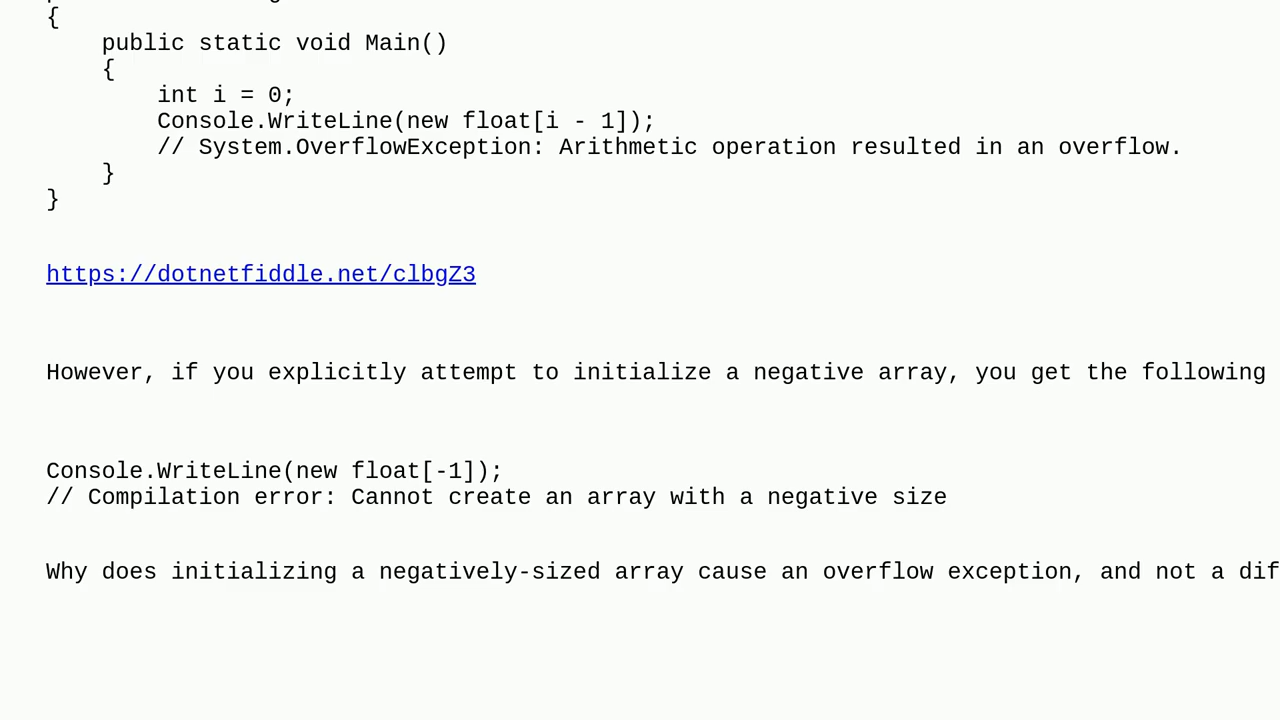 {
    public static void Main()
    {
        int i = 0;
        Console.WriteLine(new float[i - 1]);
        // System.OverflowException: Arithmetic operation resulted in an overflow.
    }
}
https://dotnetfiddle.net/clbgZ3
However, if you explicitly attempt to initialize a negative array, you get the following
Console.WriteLine(new float[-1]);
// Compilation error: Cannot create an array with a negative size
Why does initializing a negatively-sized array cause an overflow exception, and not a